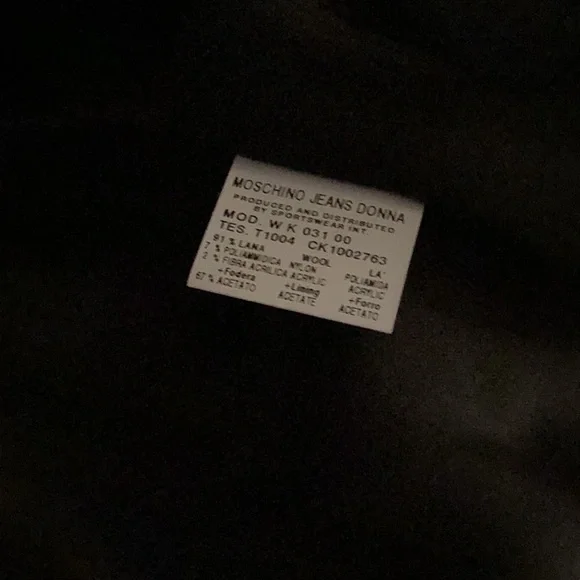 MOSCHINO JEANS DONNA
PRODUCED AND DISTRIBUTED
BY SPORTSWEAR INT.
MOD. W K 031 00
TES. T1004 CK1002763
91 % LANA WOOL LA'
7 % POLIAMMIDICA NYLON POLIAMIDA
2 % FIBRA ACRILICA ACRYLIC ACRYLIC
+Fodera +Lining +Forro
67 % ACETATO ACETATE ACETATO